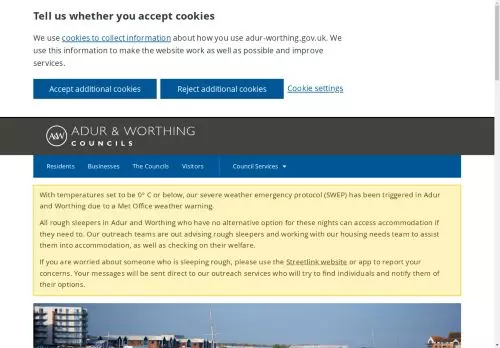 Tell us whether you accept cookies
We use cookies to collect information about how you use adur-worthing.gov.uk. We
use this information to make the website work as well as possible and improve
services.
Accept additional cookies Reject additional cookies Cookie settings
ADUR & WORTHING
COUNCILS
Residents Businesses The Councils Visitors Council Services
With temperatures set to be 0° C or below, our severe weather emergency protocol (SWEP) has been triggered in Adur
and Worthing due to a Met Office weather warning.
All rough sleepers in Adur and Worthing who have no alternative option for these nights can access accommodation if
they need to. Our outreach teams are out advising rough sleepers and working with our housing needs team to assist
them into accommodation, as well as checking on their welfare.
If you are worried about someone who is sleeping rough, please use the Streetlink website or app to report your
concerns. Your messages will be sent direct to our outreach services who will try to find individuals and notify them of
their options.